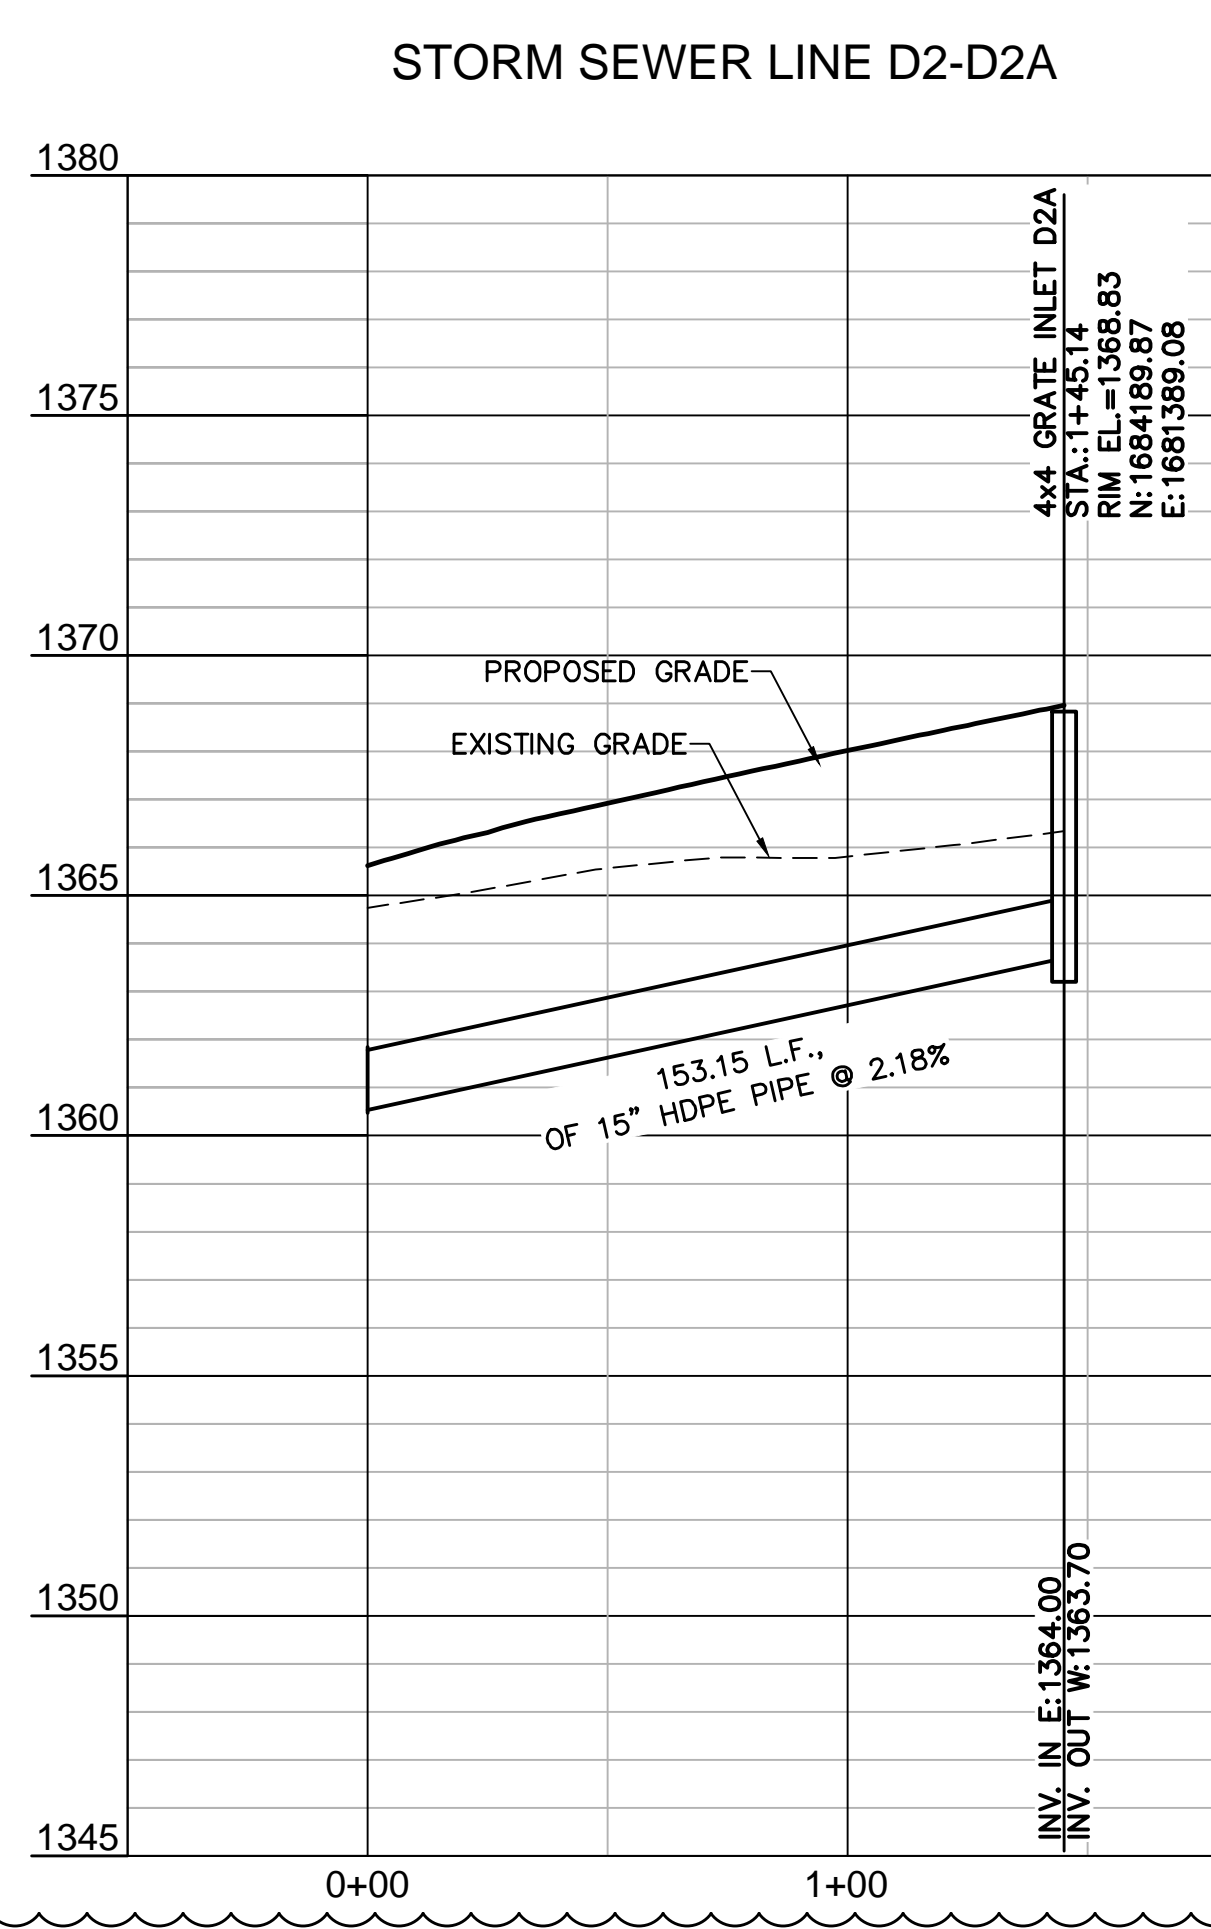 STORM SEWER LINE D2-D2A
1380
1375
1370
1365
1360
1355
1350
1345
4x4 GRATE INLET D2A
STA.:1+45.14
RIM EL.=1368.83
N:1684189.87
E:1681389.08
PROPOSED GRADE
EXISTING GRADE
153.15 L.F.,
OF 15" HDPE PIPE @ 2.18%
INV. IN E:1364.00
INV. OUT W:1363.70
0+00
1+00